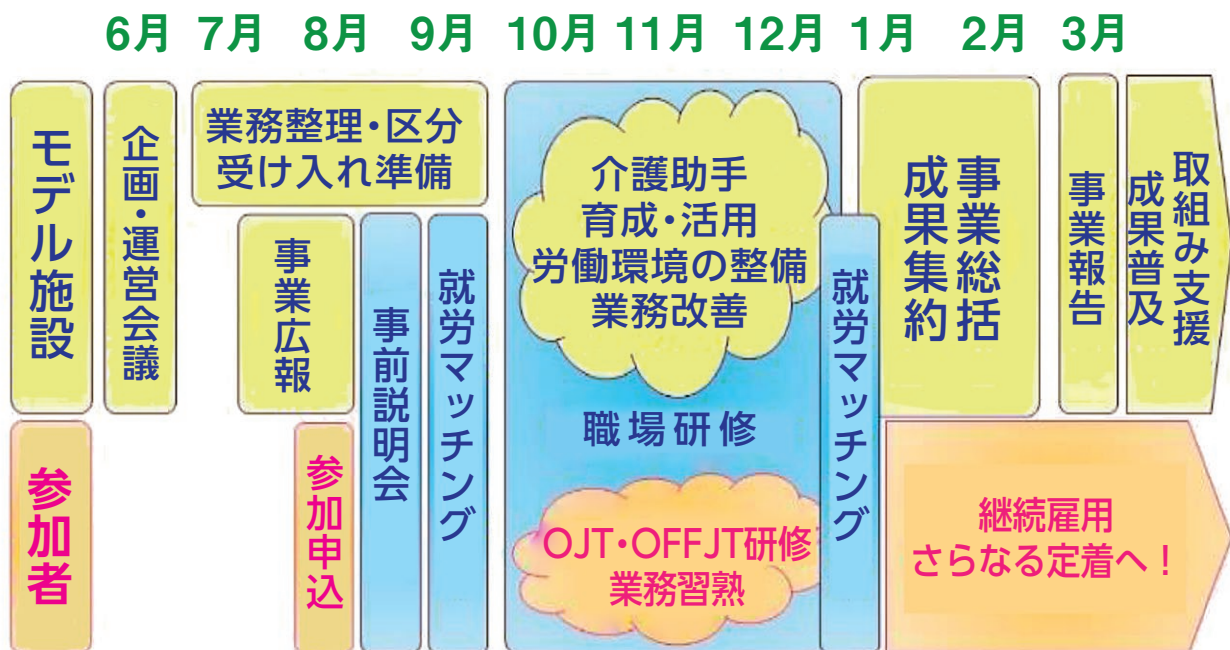 6月 7月 8月 9月 10月 11月 12月 1月 2月 3月
モデル施設
企画・運営会議
業務整理・区分
受け入れ準備
事業広報
事前説明会
就労マッチング
介護助手
育成・活用
労働環境の整備
業務改善
職場研修
就労マッチング
事業総括
成果集約
事業報告
取組み支援
成果普及
参加者
参加申込
OJT・OFFJT研修
業務習熟
継続雇用
さらなる定着へ！